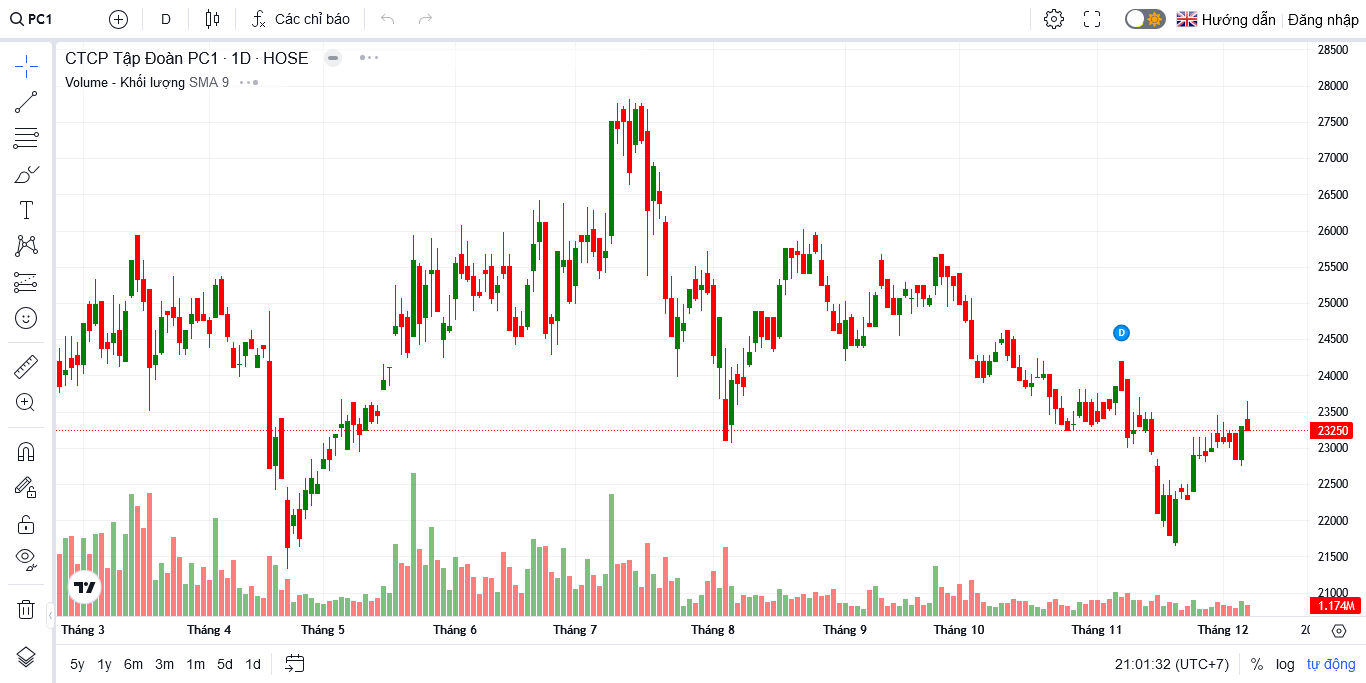 PC1 D Các chỉ báo Hướng dẫn Đăng nhập
CTCP Tập Đoàn PC1 · 1D · HOSE
Volume - Khối lượng SMA 9
28500
28000
27500
27000
26500
26000
25500
25000
24500
D
24000
23500
23250
23000
22500
22000
21500
21000
1.174M
Tháng 3 Tháng 4 Tháng 5 Tháng 6 Tháng 7 Tháng 8 Tháng 9 Tháng 10 Tháng 11 Tháng 12
5y 1y 6m 3m 1m 5d 1d 21:01:32 (UTC+7) % log tự động